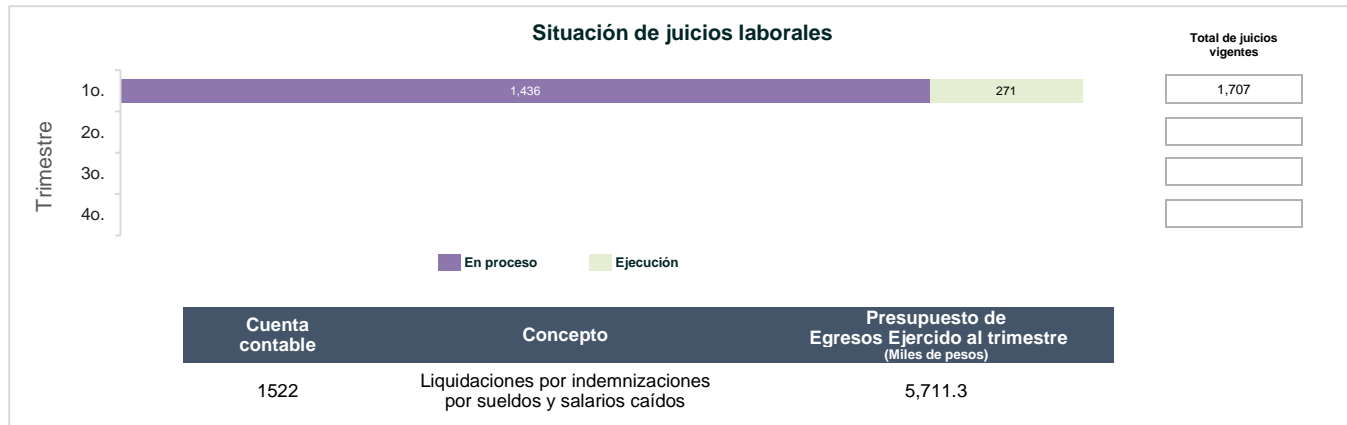 Situación de juicios laborales
Total de juicios
vigentes
Trimestre
1o.
1,436
271
1,707
2o.
3o.
4o.
En proceso
Ejecución
Cuenta
contable
Concepto
Presupuesto de
Egresos Ejercido al trimestre
(Miles de pesos)
1522
Liquidaciones por indemnizaciones
por sueldos y salarios caídos
5,711.3